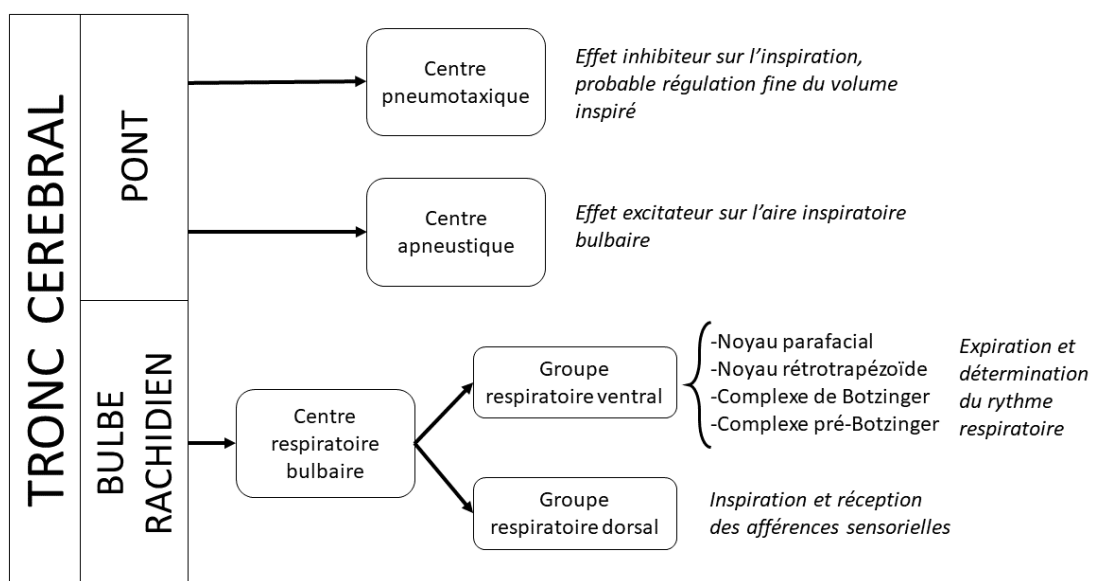 TRONC CEREBRAL
PONT
Centre
pneumotaxique
Effet inhibiteur sur l’inspiration,
probable régulation fine du volume
inspiré
Centre
apneustique
Effet excitateur sur l’aire inspiratoire
bulbaire
BULBE
RACHIDIEN
Centre
respiratoire
bulbaire
Groupe
respiratoire ventral
-Noyau parafacial
-Noyau rétrotrapézoïde
-Complexe de Botzinger
-Complexe pré-Botzinger
Expiration et
détermination
du rythme
respiratoire
Groupe
respiratoire dorsal
Inspiration et réception
des afférences sensorielles